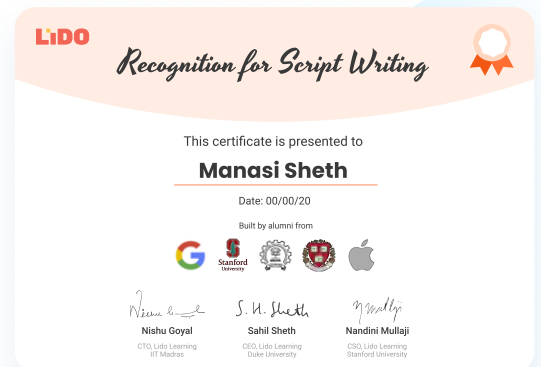 LiDO
Recognition for Script Writing
This certificate is presented to
Manasi Sheth
Date: 00/00/20
Built by alumni from
Stanford
University
S. H. Sheth
Nishu Goyal
Sahil Sheth
Nandini Mullaji
CTO, Lido Learning
IIT Madras
CEO, Lido Learning
Duke University
CSO, Lido Learning
Stanford University